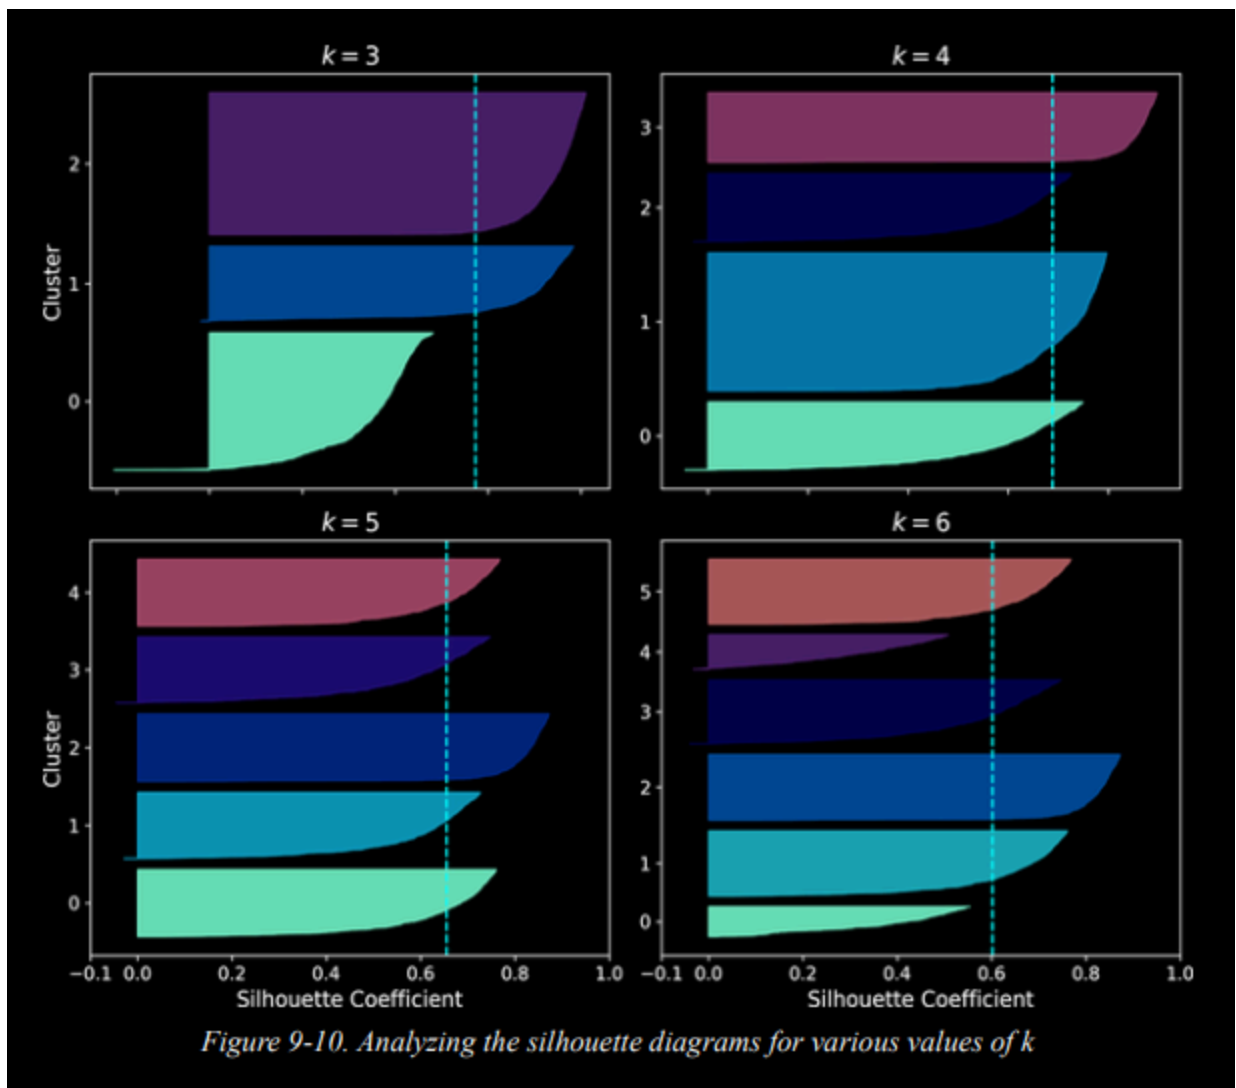 k = 3
k = 4
Cluster
2
1
0
3
2
1
0
k = 5
k = 6
Cluster
4
3
2
1
0
5
4
3
2
1
0
−0.1 0.0 0.2 0.4 0.6 0.8 1.0
−0.1 0.0 0.2 0.4 0.6 0.8 1.0
Silhouette Coefficient
Silhouette Coefficient
Figure 9-10. Analyzing the silhouette diagrams for various values of k